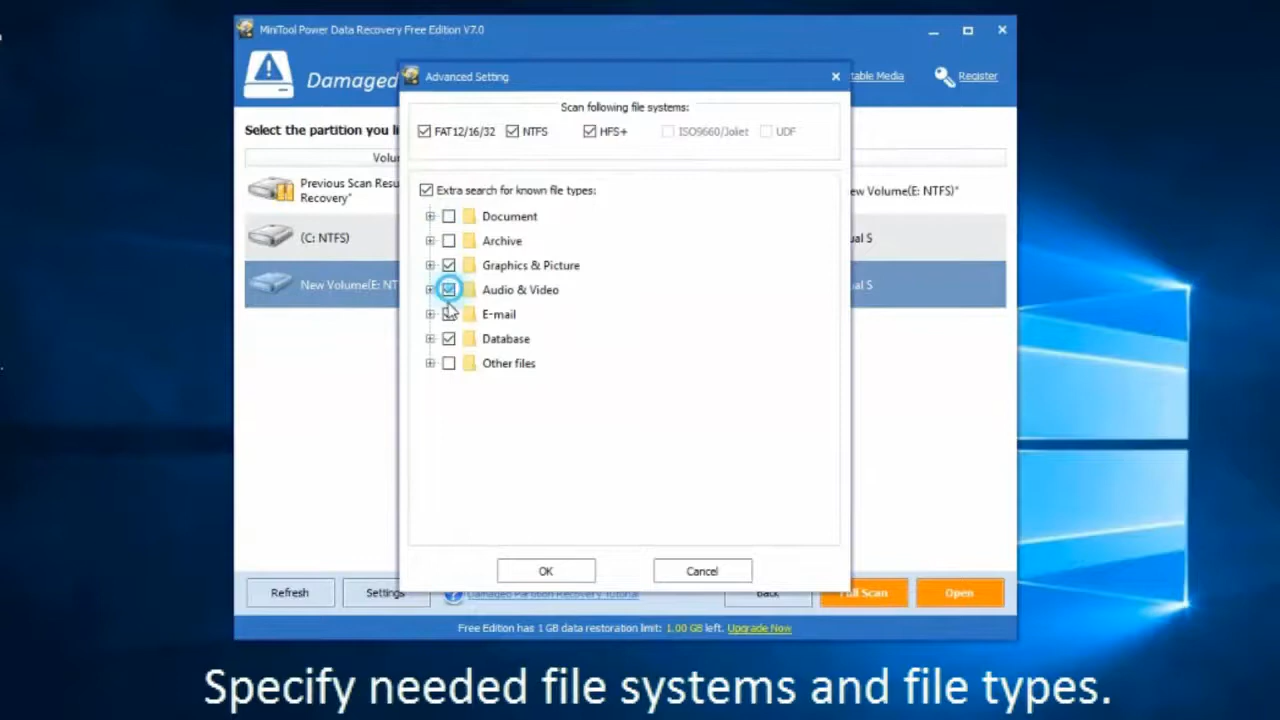 MiniTool Power Data Recovery Free Edition V7.0
Damaged
table Media
Register
Select the partition you li
Volu
Previous Scan Resu
Recovery"
ew Volume(E: NTFS)"
(C: NTFS)
ual S
New Volume(E: NT
ual S
Advanced Setting
Scan following file systems:
FAT12/16/32 NTFS HFS+ ISO9660/Joliet UDF
Extra search for known file types:
Document
Archive
Graphics & Picture
Audio & Video
E-mail
Database
Other files
OK Cancel
Refresh Settings Damaged Partition Recovery Tutorial Back Full Scan Open
Free Edition has 1 GB data restoration limit: 1.00 GB left. Upgrade Now
Specify needed file systems and file types.